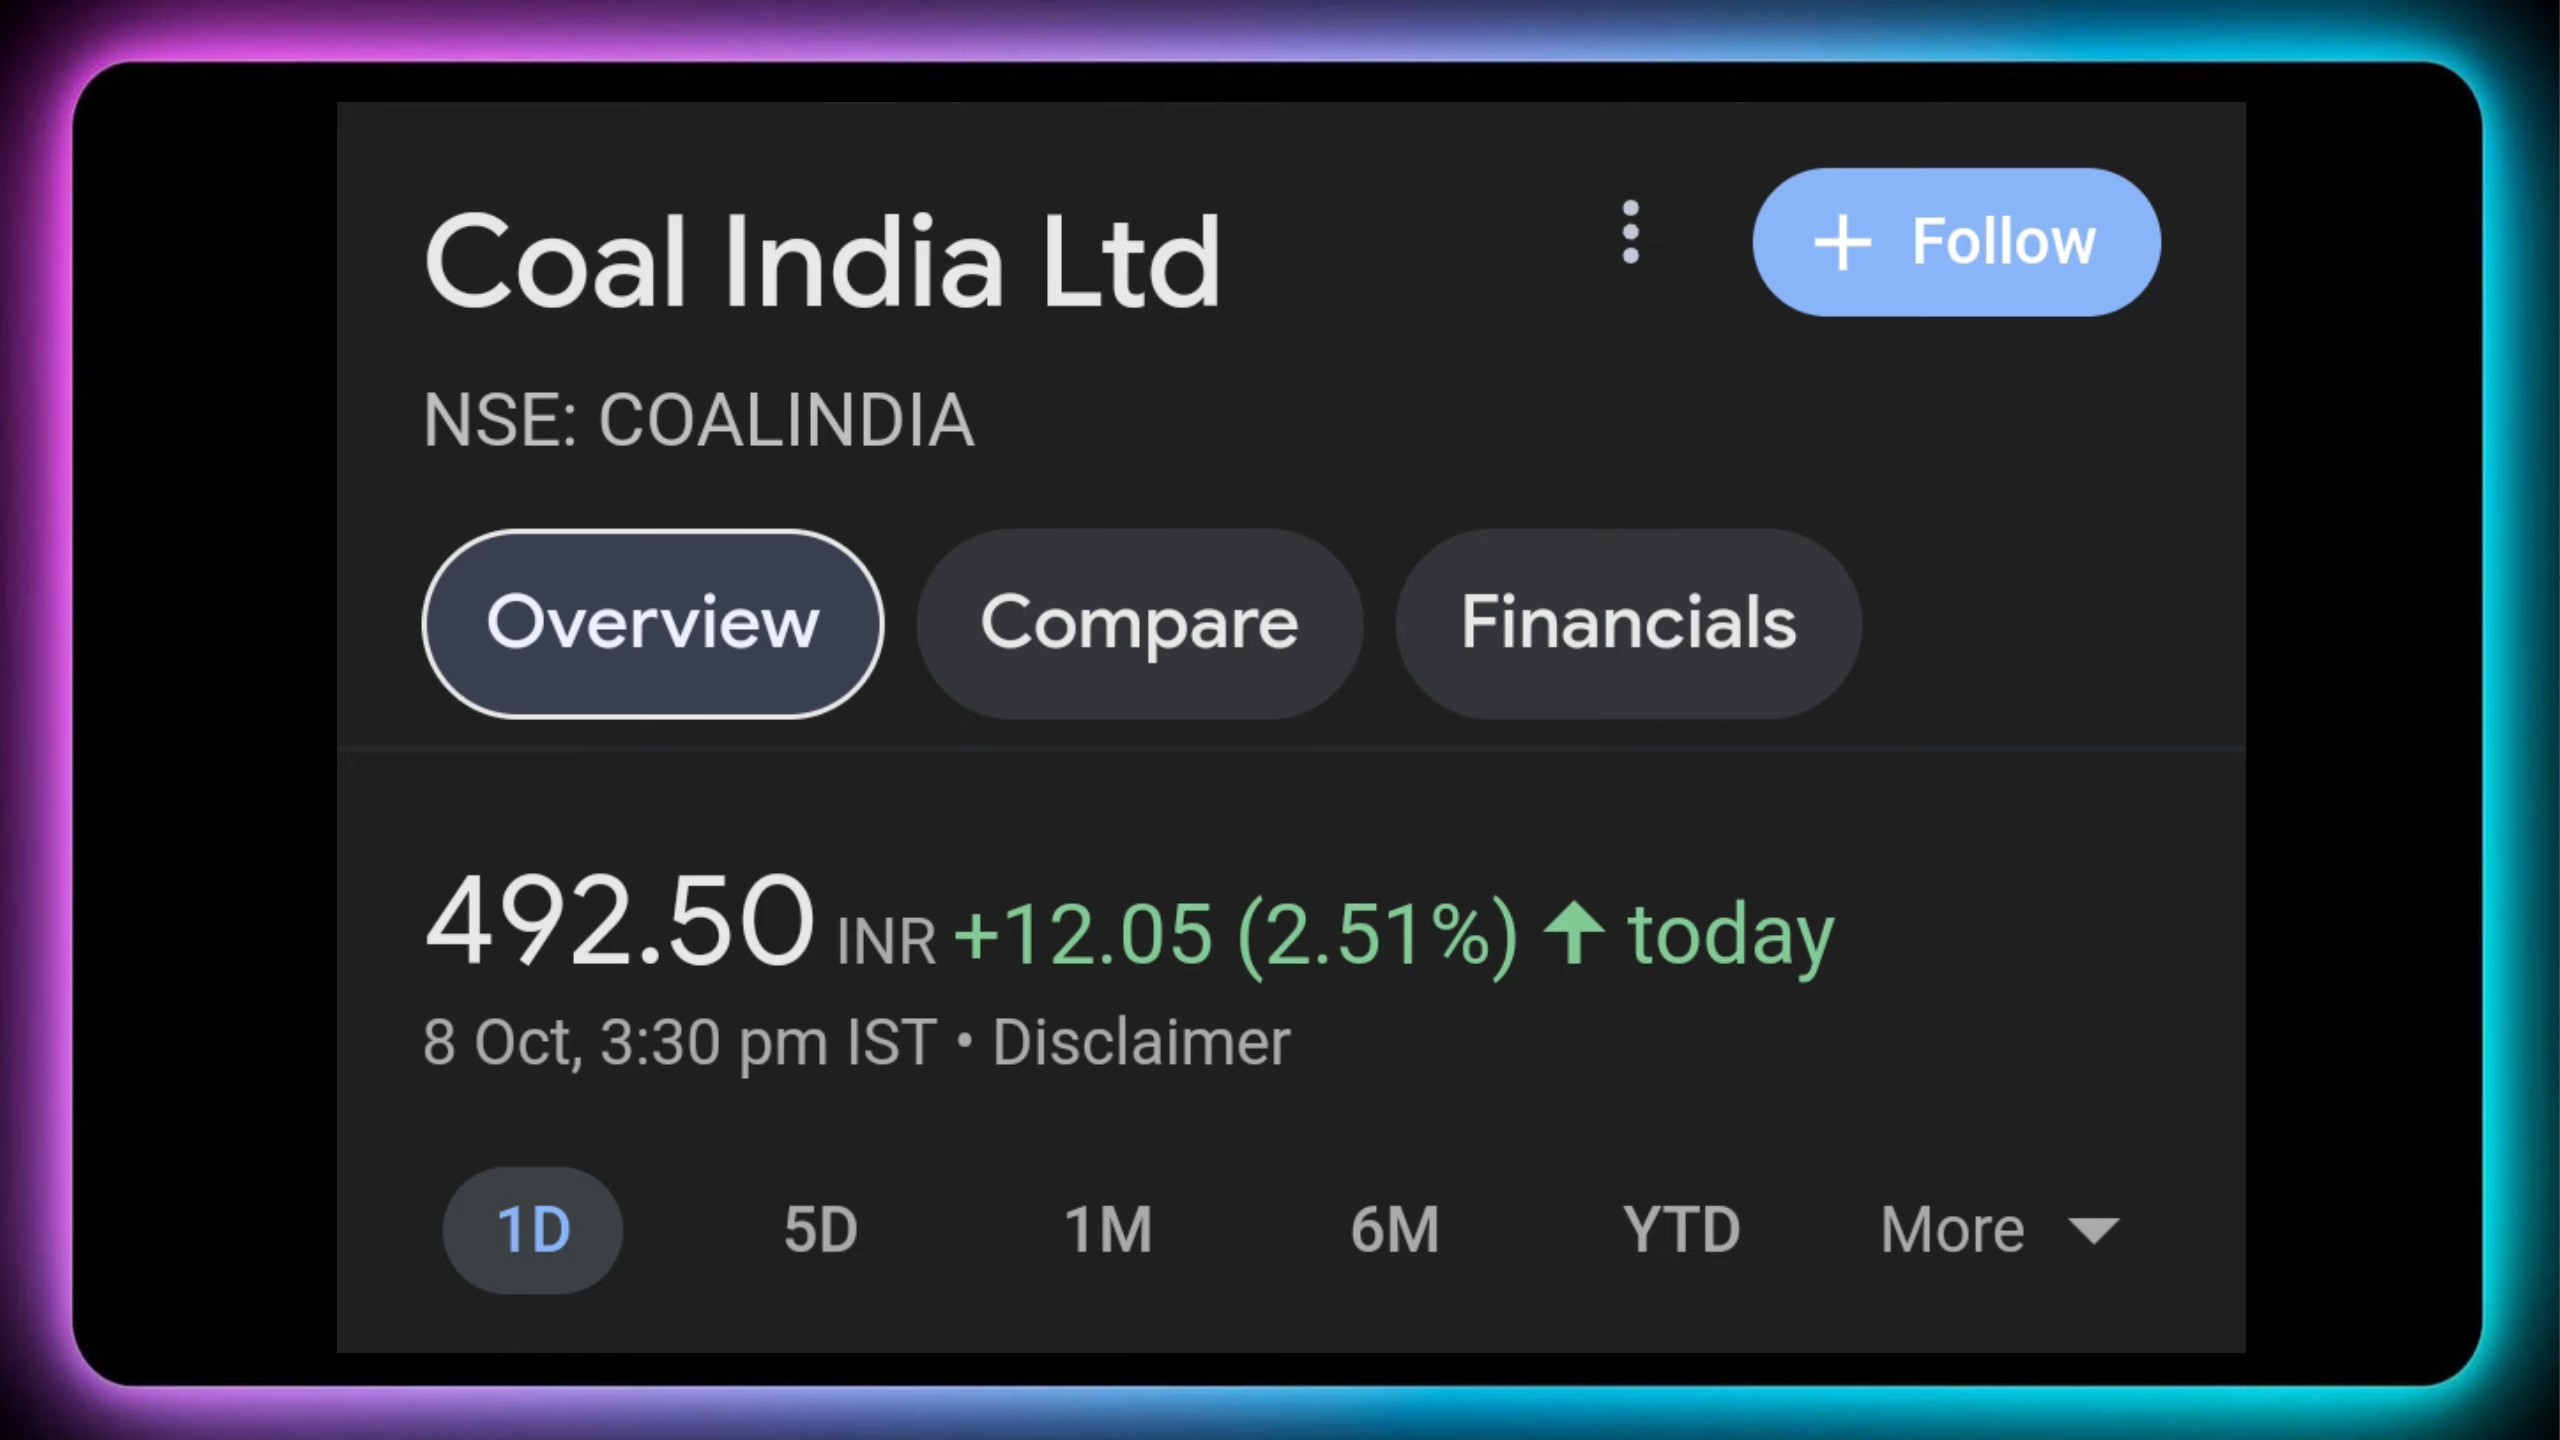 Coal India Ltd
+ Follow
NSE: COALINDIA
Overview Compare Financials
492.50 INR +12.05 (2.51%) ↑ today
8 Oct, 3:30 pm IST • Disclaimer
1D 5D 1M 6M YTD More